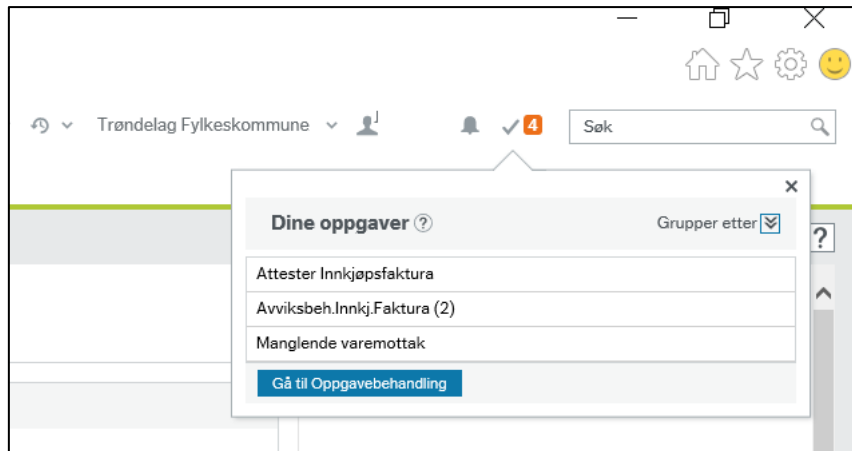 Trøndelag Fylkeskommune
4
Søk
Dine oppgaver ?
Grupper etter
?
Attester Innkjøpsfaktura
Avviksbeh.Innkj.Faktura (2)
Manglende varemottak
Gå til Oppgavebehandling